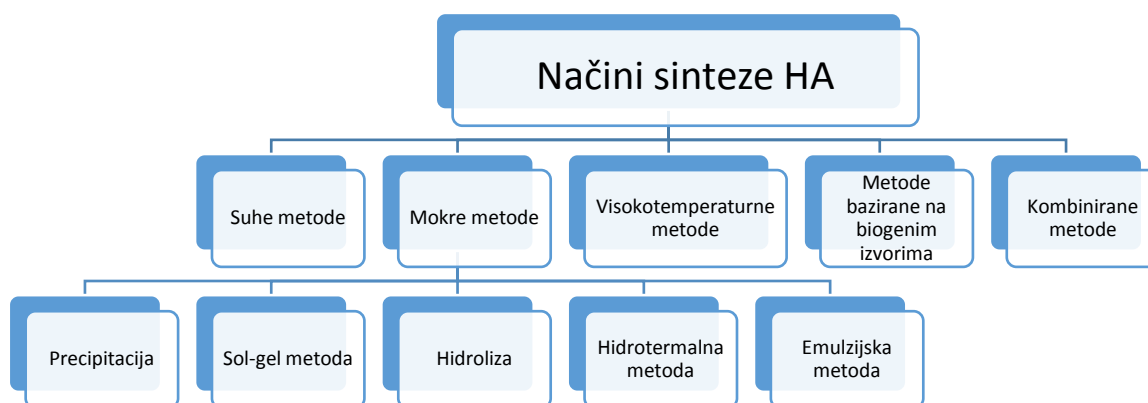 Načini sinteze HA
Suhe metode
Mokre metode
Visokotemperaturne
metode
Metode
bazirane na
biogenim
izvorima
Kombinirane
metode
Precipitacija
Sol-gel metoda
Hidroliza
Hidrotermalna
metoda
Emulzijska
metoda